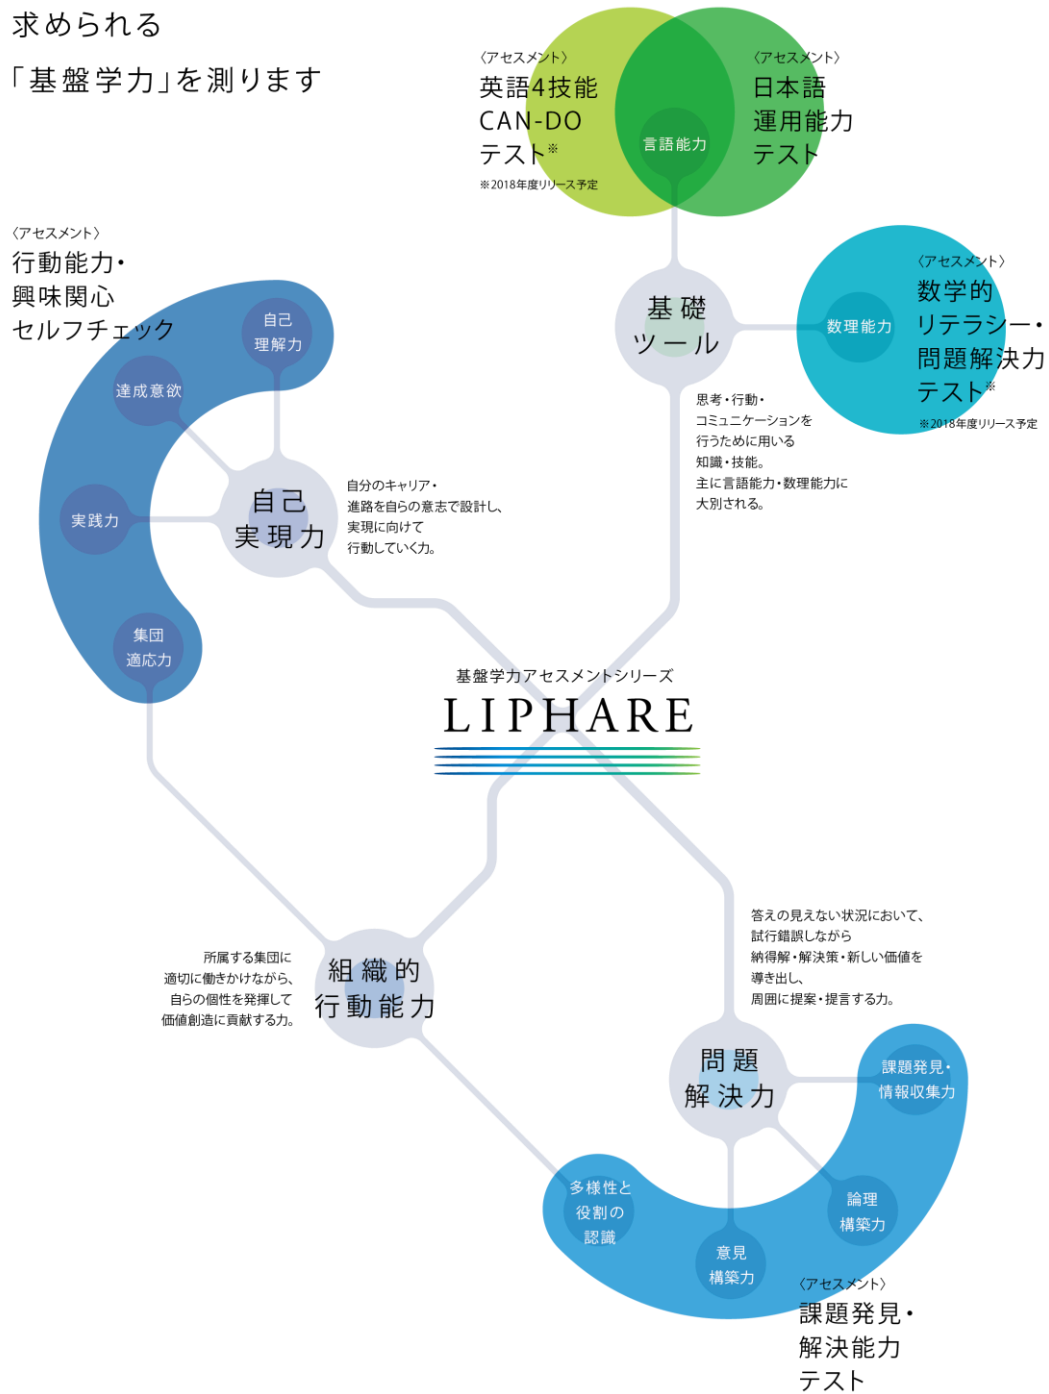 求められる
「基盤学力」を測ります
〈アセスメント〉
英語4技能
CAN-DO
テスト※
※2018年度リリース予定
言語能力
〈アセスメント〉
日本語
運用能力
テスト
〈アセスメント〉
行動能力・
興味関心
セルフチェック
自己
理解力
達成意欲
実践力
集団
適応力
自己
実現力
自分のキャリア・
進路を自らの意志で設計し、
実現に向けて
行動していく力。
基礎
ツール
数理能力
〈アセスメント〉
数学的
リテラシー・
問題解決力
テスト※
※2018年度リリース予定
思考・行動・
コミュニケーションを
行うために用いる
知識・技能。
主に言語能力・数理能力に
大別される。
基盤学力アセスメントシリーズ
LIPHARE
所属する集団に
適切に働きかけながら、
自らの個性を発揮して
価値創造に貢献する力。
組織的
行動能力
答えの見えない状況において、
試行錯誤しながら
納得解・解決策・新しい価値を
導き出し、
周囲に提案・提言する力。
問題
解決力
課題発見・
情報収集力
論理
構築力
意見
構築力
多様性と
役割の
認識
〈アセスメント〉
課題発見・
解決能力
テスト